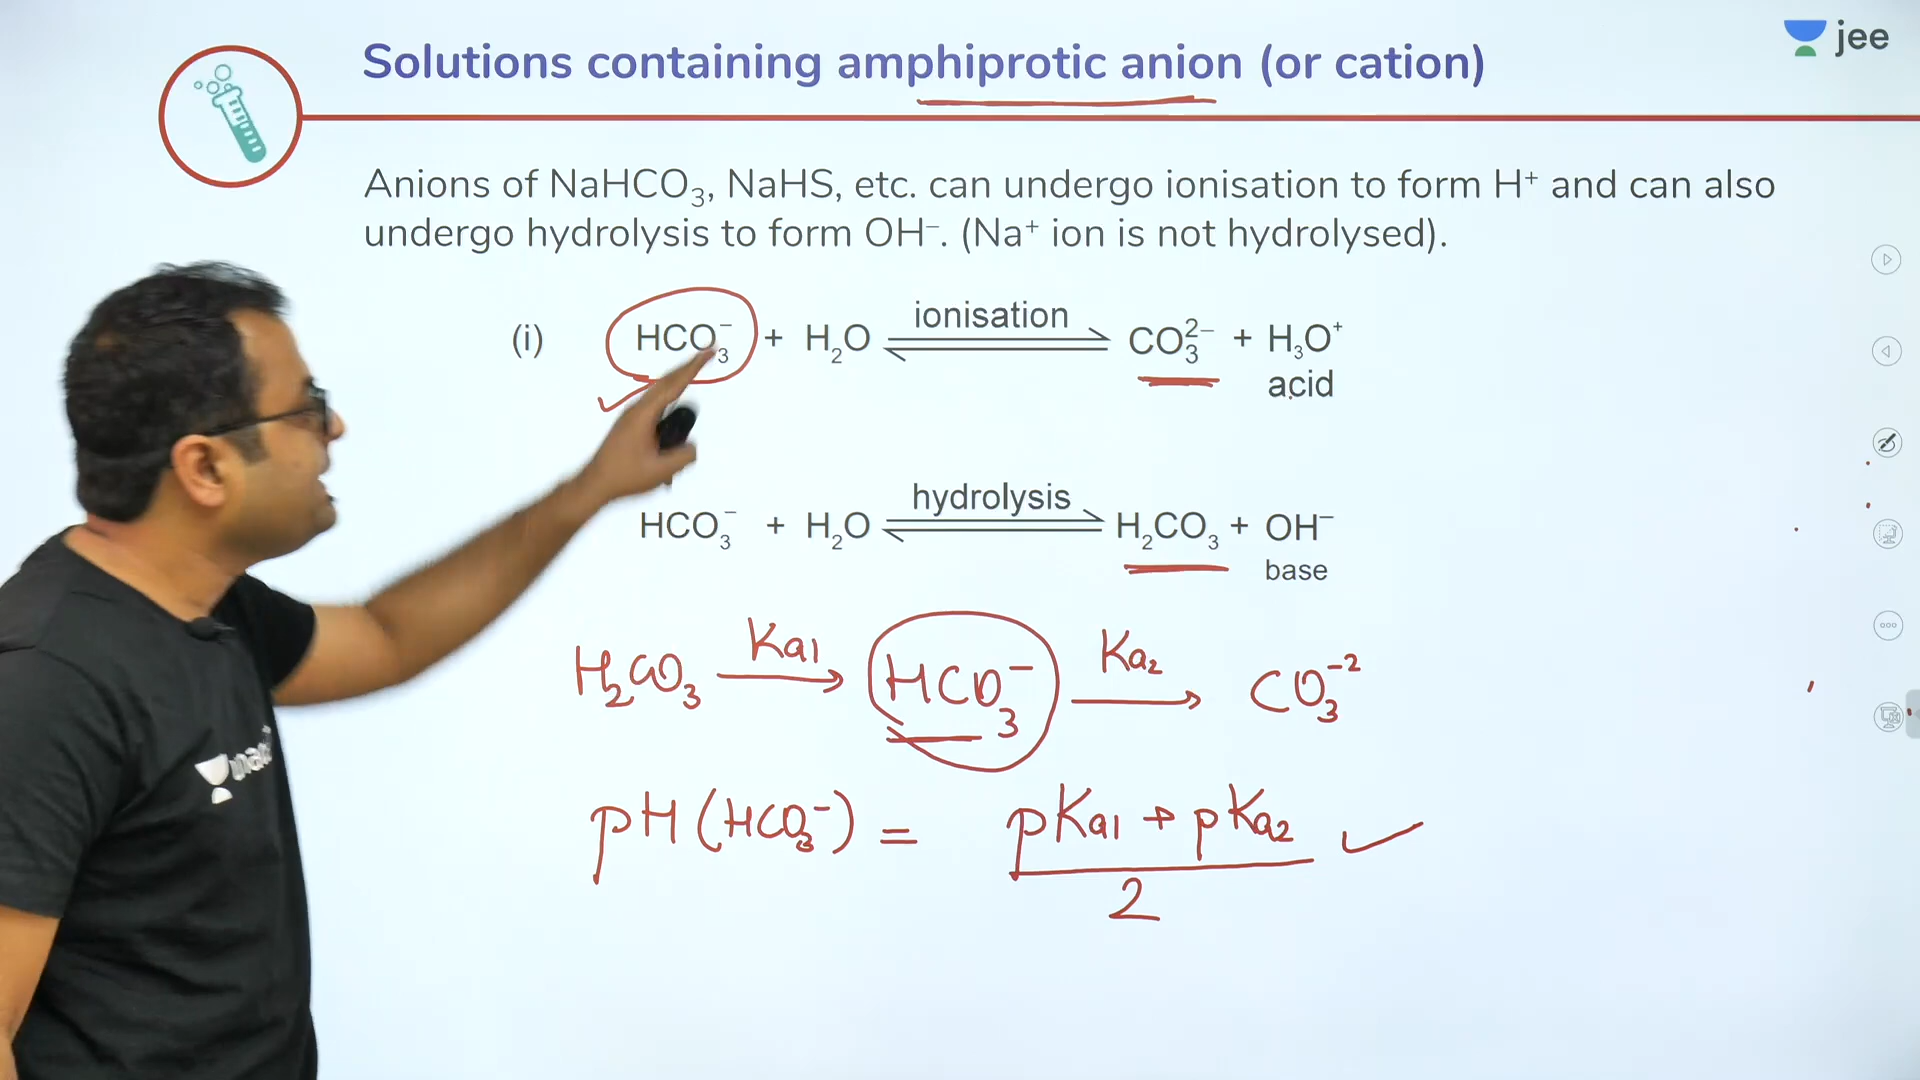 Solutions containing amphiprotic anion (or cation)
jee
Anions of NaHCO₃, NaHS, etc. can undergo ionisation to form H⁺ and can also
undergo hydrolysis to form OH⁻. (Na⁺ ion is not hydrolysed).
(i) HCO₃⁻ + H₂O ⇌ CO₃²⁻ + H₃O⁺
ionisation
acid
HCO₃⁻ + H₂O ⇌ H₂CO₃ + OH⁻
hydrolysis
base
H₂CO₃ →Ka1 HCO₃⁻ →Ka₂ CO₃⁻²
pH (HCO₃⁻) = pKa1 + pKa2
2